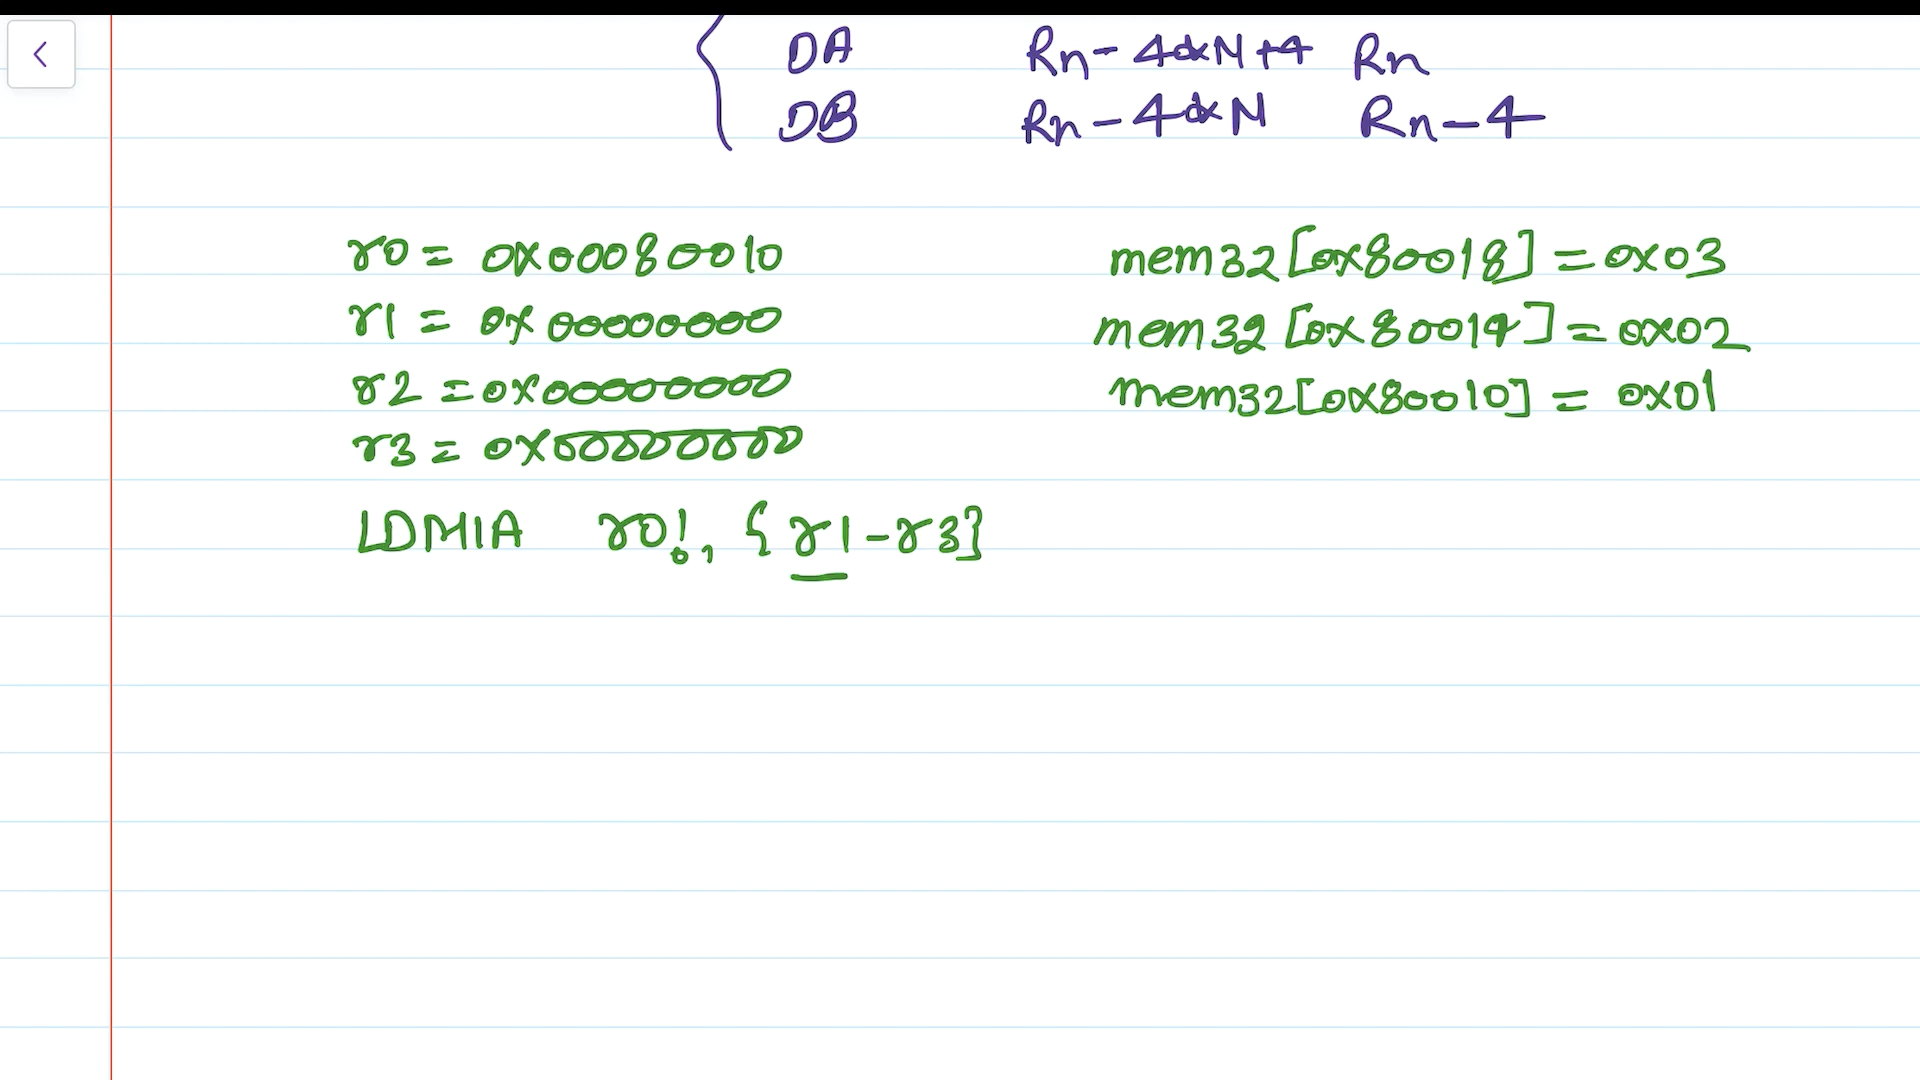 DA Rn - 4*N+4 Rn
DB Rn - 4*N Rn-4
r0 = 0x00080010 mem32[0x80018] = 0x03
r1 = 0x00000000 mem32[0x80014] = 0x02
r2 = 0x00000000 mem32[0x80010] = 0x01
r3 = 0x00000000
LDMIA r0!, {r1-r3}